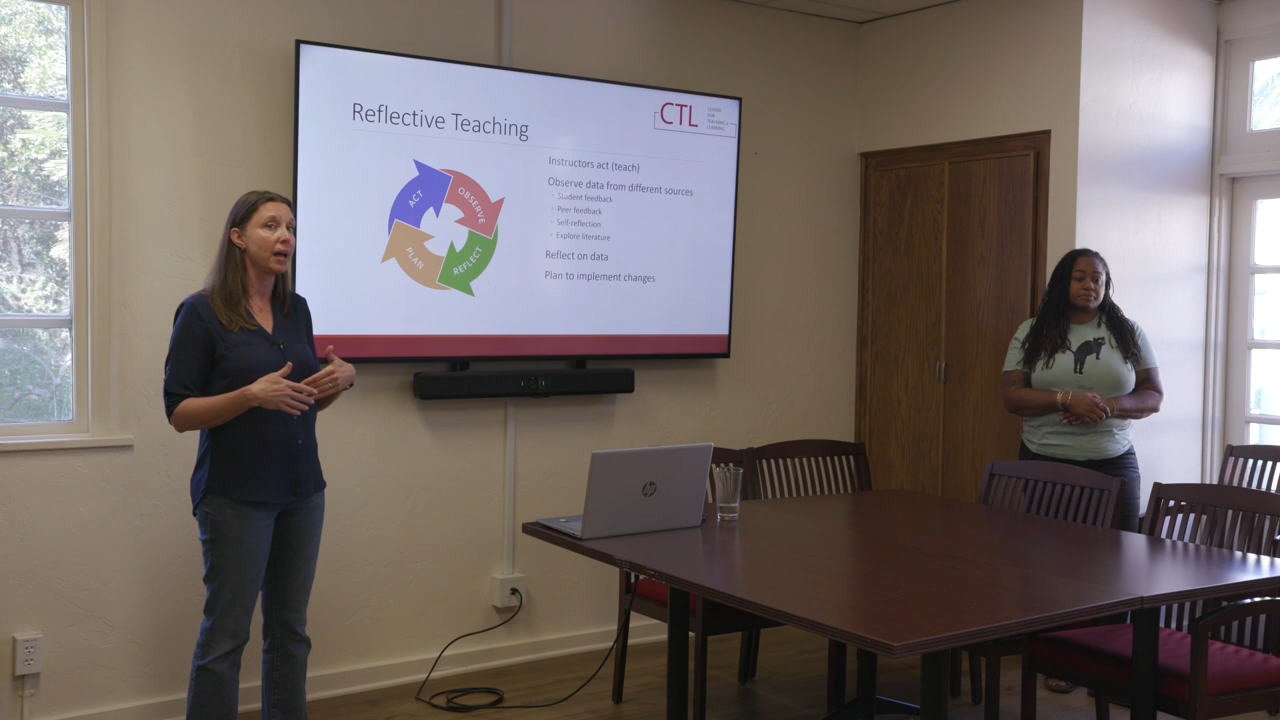 Reflective Teaching
CTL
CENTER
FOR
TEACHING &
LEARNING
ACT
OBSERVE
REFLECT
PLAN
Instructors act (teach)
Observe data from different sources
- Student feedback
- Peer feedback
- Self-reflection
- Explore literature
Reflect on data
Plan to implement changes
hp